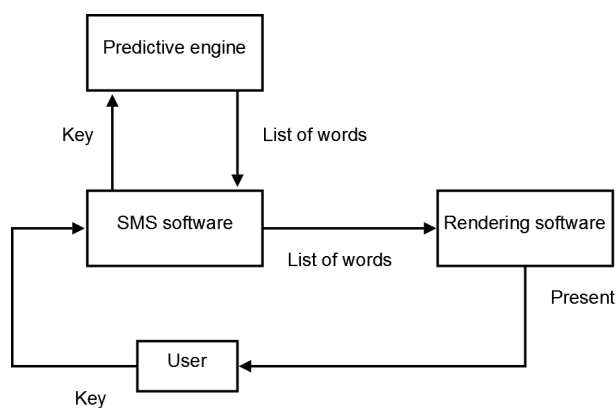 Predictive engine
Key
List of words
SMS software
Rendering software
List of words
Present
User
Key